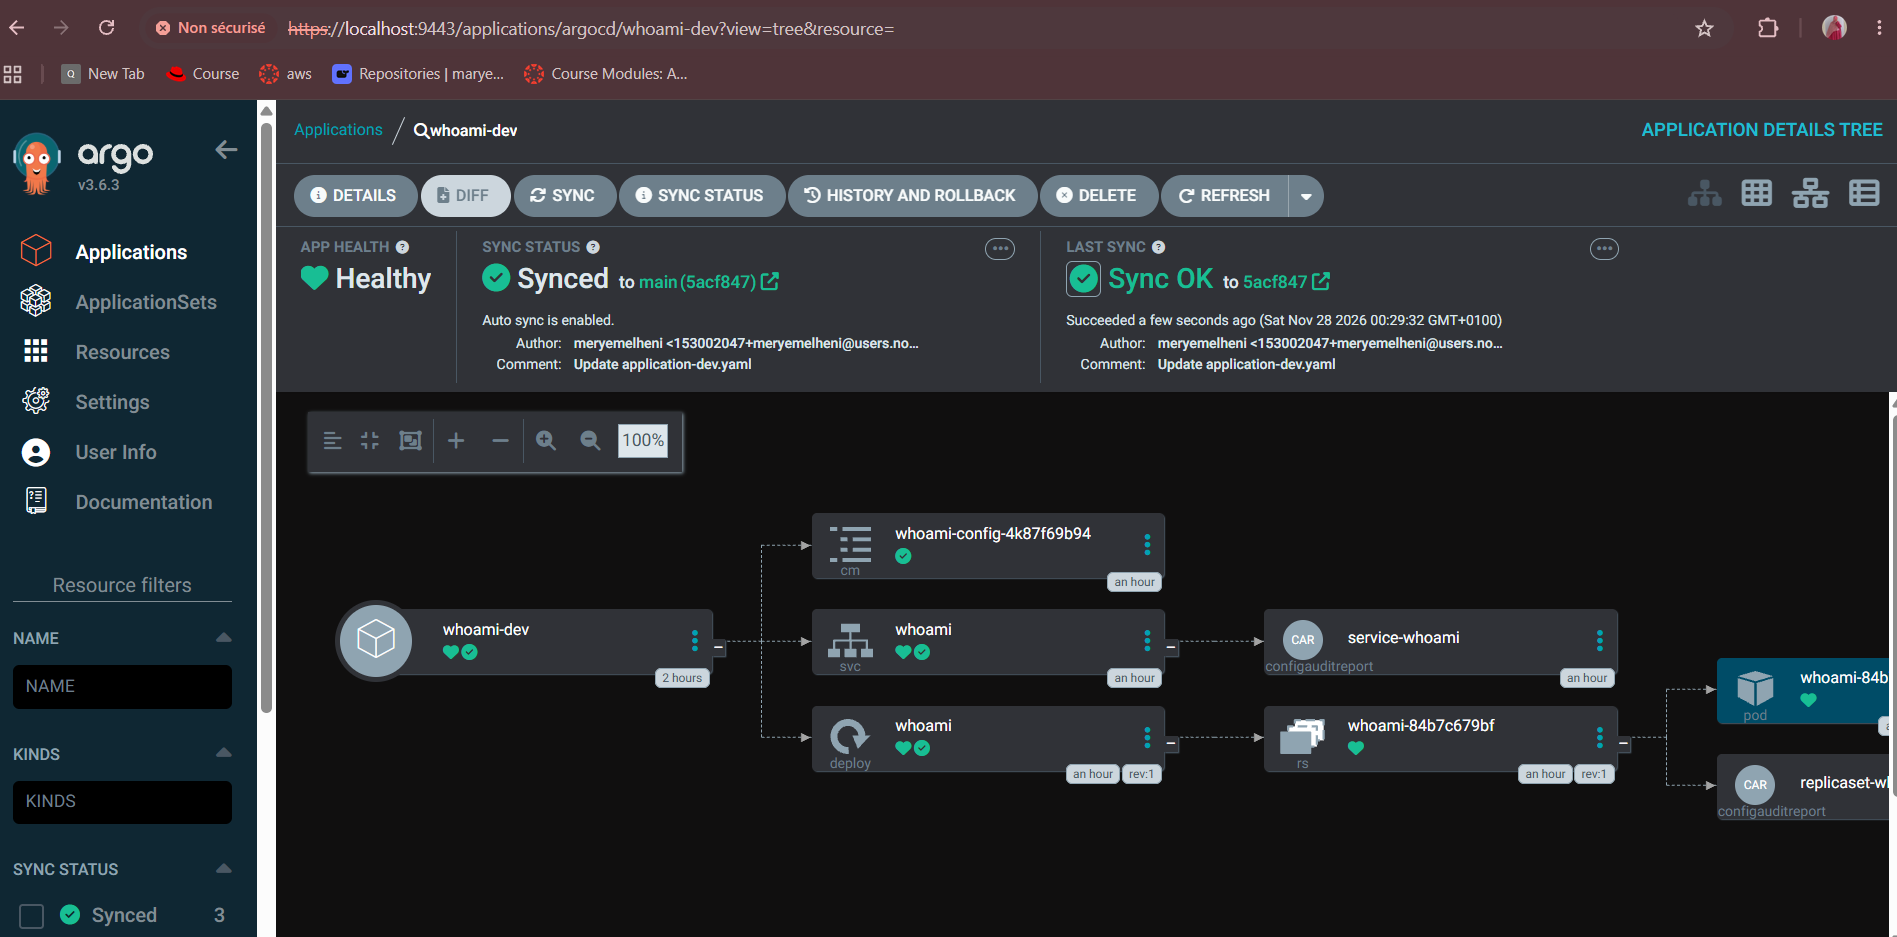 Non sécurisé https://localhost:9443/applications/argocd/whoami-dev?view=tree&resource=
New Tab Course aws Repositories | marye... Course Modules: A...
argo
v3.6.3
Applications
ApplicationSets
Resources
Settings
User Info
Documentation
Resource filters
NAME
NAME
KINDS
KINDS
SYNC STATUS
Synced 3
Applications / whoami-dev
APPLICATION DETAILS TREE
DETAILS DIFF SYNC SYNC STATUS HISTORY AND ROLLBACK DELETE REFRESH
APP HEALTH
Healthy
SYNC STATUS
Synced to main (5acf847)
Auto sync is enabled.
Author: meryemelheni <153002047+meryemelheni@users.no...
Comment: Update application-dev.yaml
LAST SYNC
Sync OK to 5acf847
Succeeded a few seconds ago (Sat Nov 28 2026 00:29:32 GMT+0100)
Author: meryemelheni <153002047+meryemelheni@users.no...
Comment: Update application-dev.yaml
100%
whoami-dev
2 hours
whoami-config-4k87f69b94
cm
an hour
whoami
svc
an hour
whoami
deploy
an hour rev:1
CAR
service-whoami
configauditreport
an hour
whoami-84b7c679bf
rs
an hour rev:1
whoami-84b
pod
CAR
replicaset-wh
configauditreport